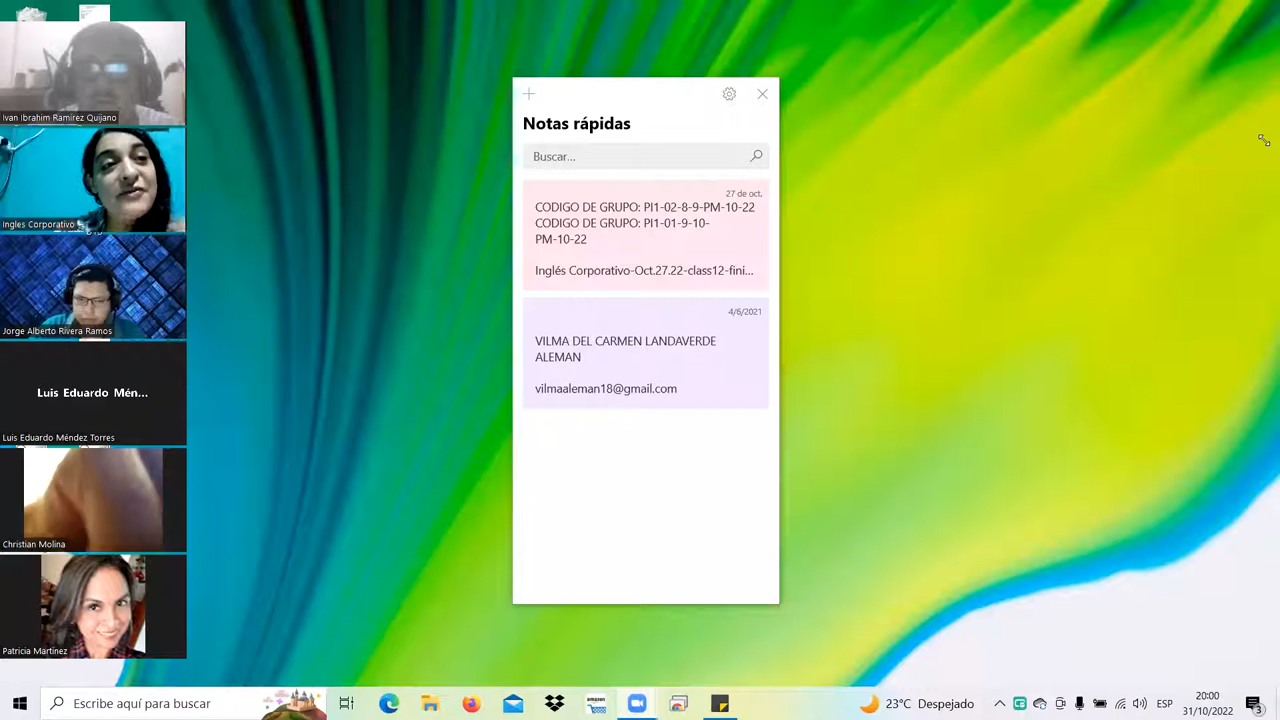 Ivan Ibrahim Ramirez Quijano
Ingles Corporativo
Jorge Alberto Rivera Ramos
Luis Eduardo Mén...
Luis Eduardo Méndez Torres
Christian Molina
Patricia Martinez
Notas rápidas
Buscar...
27 de oct.
CODIGO DE GRUPO: PI1-02-8-9-PM-10-22
CODIGO DE GRUPO: PI1-01-9-10-
PM-10-22
Inglés Corporativo-Oct.27.22-class12-fini...
4/6/2021
VILMA DEL CARMEN LANDAVERDE
ALEMAN
vilmaaleman18@gmail.com
Escribe aquí para buscar
amazon
23°C Despejado
ESP
20:00
31/10/2022
3